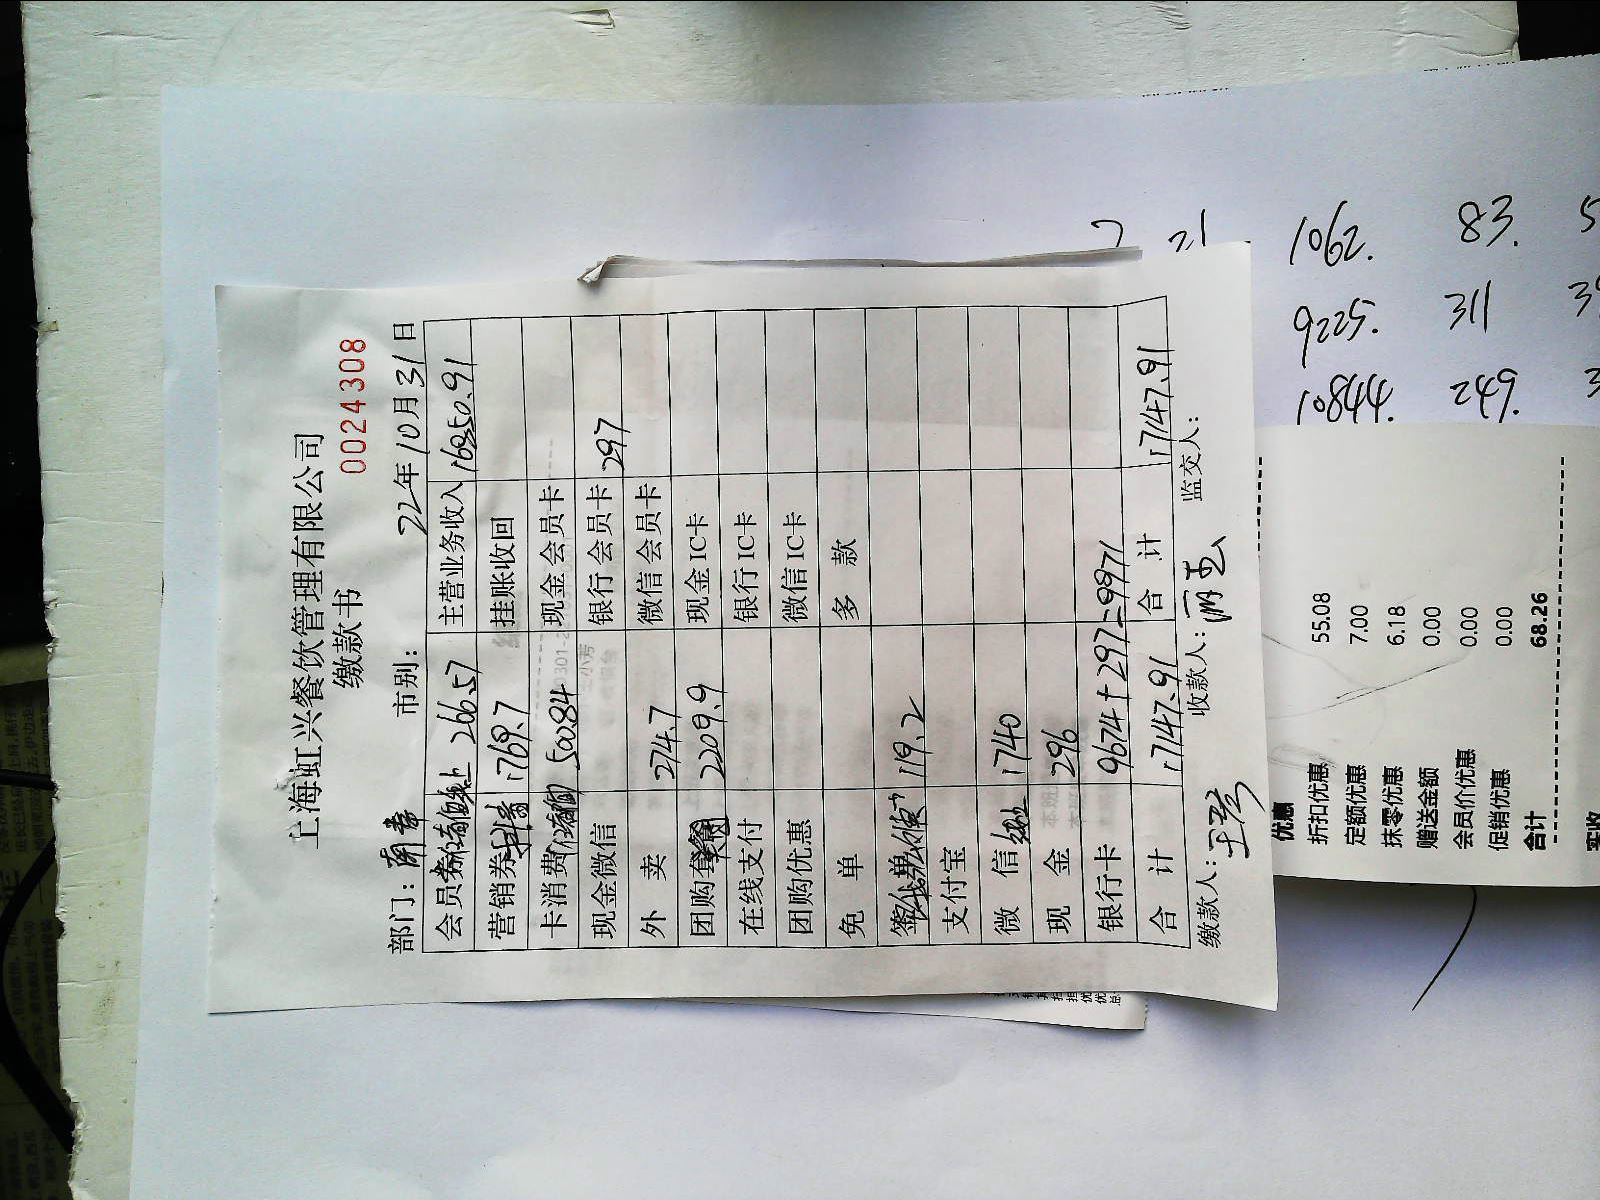 上海虹兴餐饮管理有限公司
缴款书 0024308
部门： 市别： 22年10月31日
会员券 266.57 主营业务收入 16850.91
营销券抖音 1769.7 挂账收回
卡消费 500.84 现金会员卡
现金微信 银行会员卡 297
外卖 274.7 微信会员卡
团购套餐 2209.9 现金IC卡
在线支付 银行IC卡
团购优惠 微信IC卡
免单 多款
签单 119.2
支付宝
微信 1740
现金 296
银行卡 9674+297=9971
合计 17147.91 合计 17147.91
缴款人： 收款人： 监交人：
1062. 83.
9225. 311
10844. 249.
优惠
折扣优惠 55.08
定额优惠 7.00
抹零优惠 6.18
赠送金额 0.00
会员价优惠 0.00
促销优惠 0.00
合计 68.26
实收